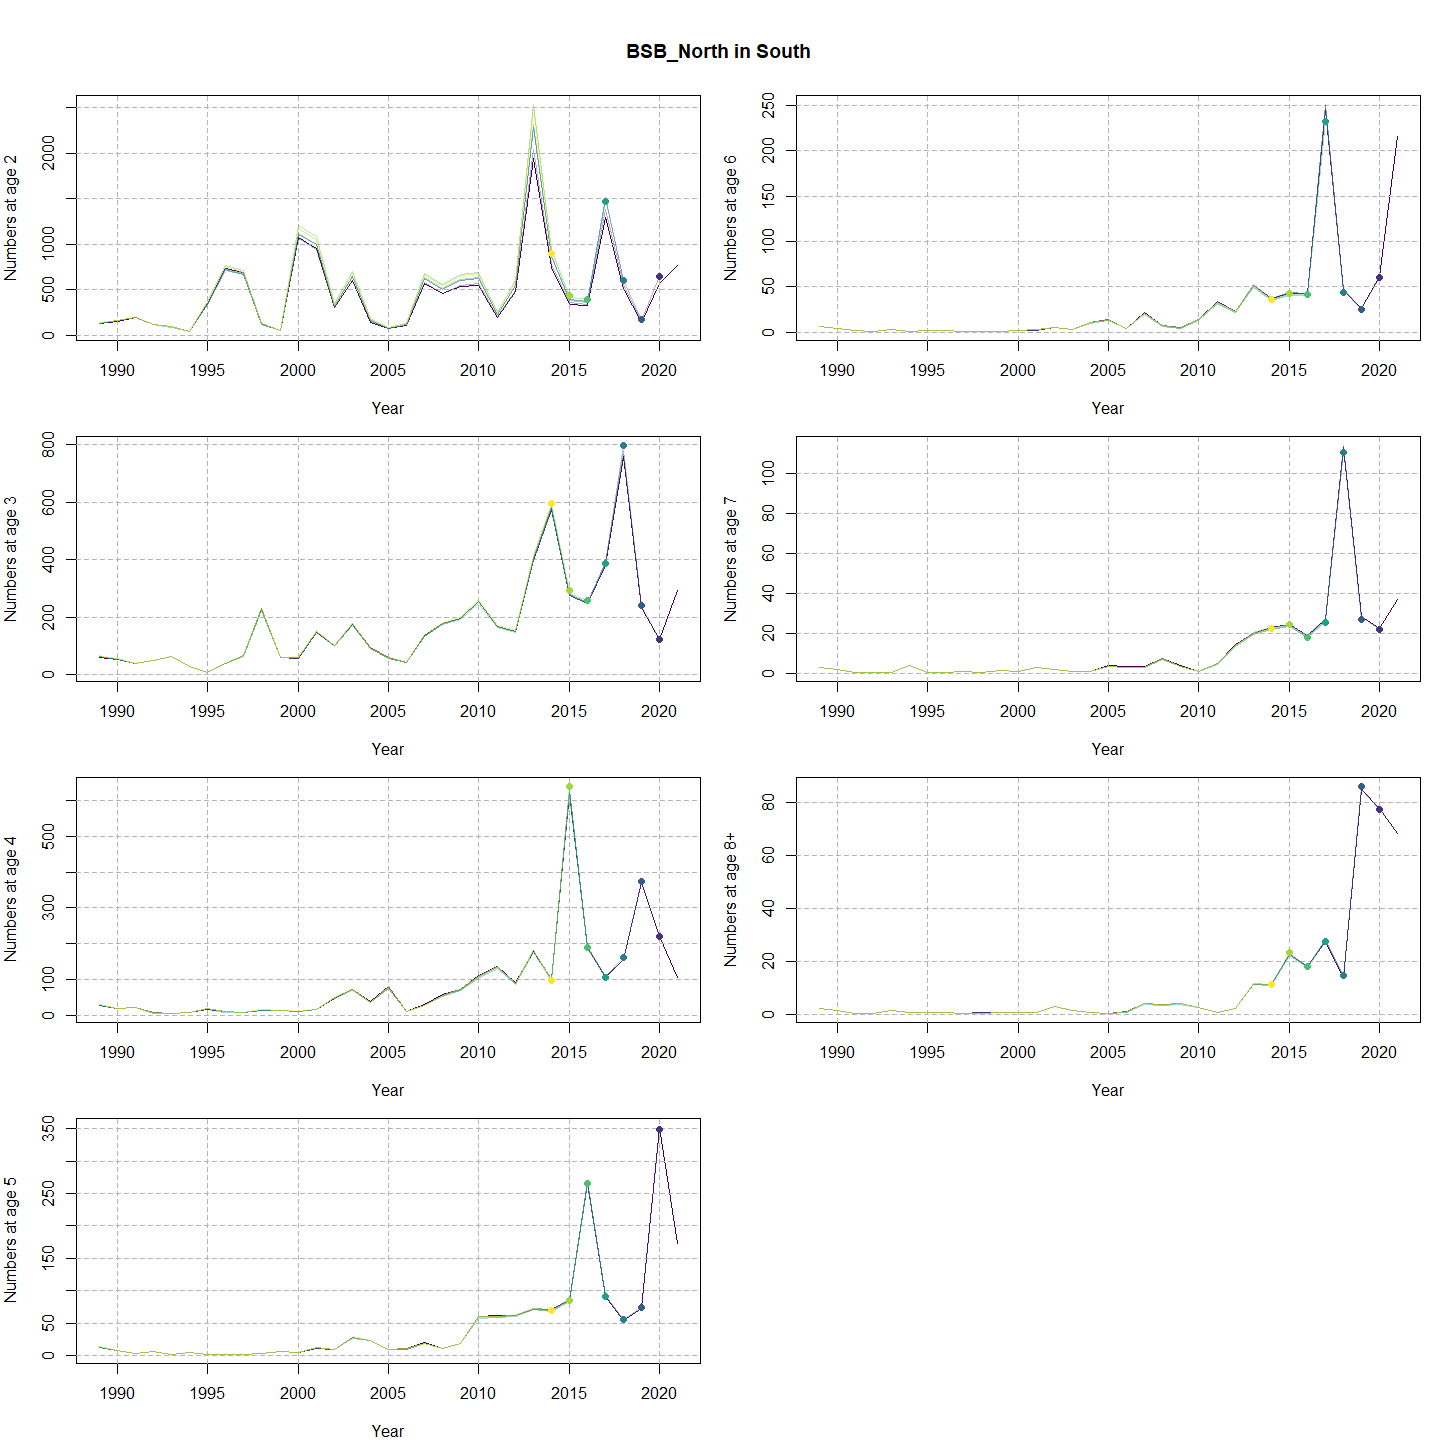 BSB_North in South
Numbers at age 2
0
500
1000
2000
1990 1995 2000 2005 2010 2015 2020
Year
Numbers at age 3
0 200 400 600 800
1990 1995 2000 2005 2010 2015 2020
Year
Numbers at age 4
0 100 300 500
1990 1995 2000 2005 2010 2015 2020
Year
Numbers at age 5
0 50 150 250 350
1990 1995 2000 2005 2010 2015 2020
Year
Numbers at age 6
0 50 100 150 200 250
1990 1995 2000 2005 2010 2015 2020
Year
Numbers at age 7
0 20 40 60 80 100
1990 1995 2000 2005 2010 2015 2020
Year
Numbers at age 8+
0 20 40 60 80
1990 1995 2000 2005 2010 2015 2020
Year